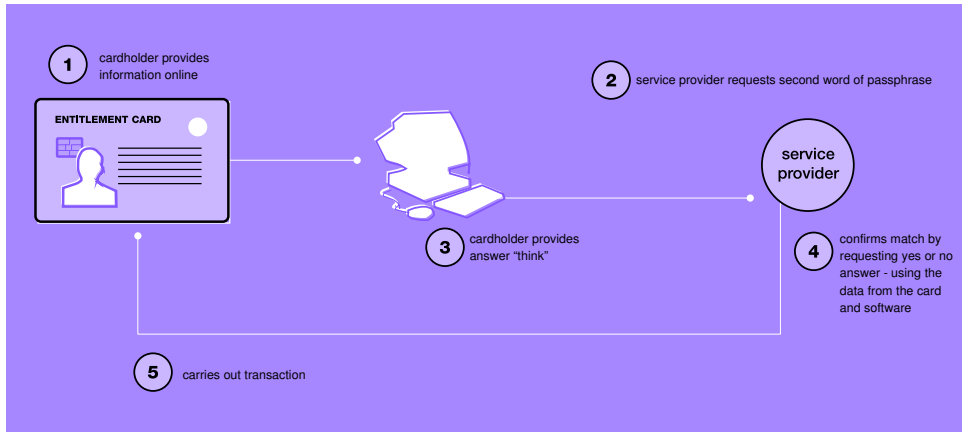 1
cardholder provides
information online
2
service provider requests second word of passphrase
ENTITLEMENT CARD
service
provider
3
cardholder provides
answer “think”
4
confirms match by
requesting yes or no
answer - using the
data from the card
and software
5
carries out transaction